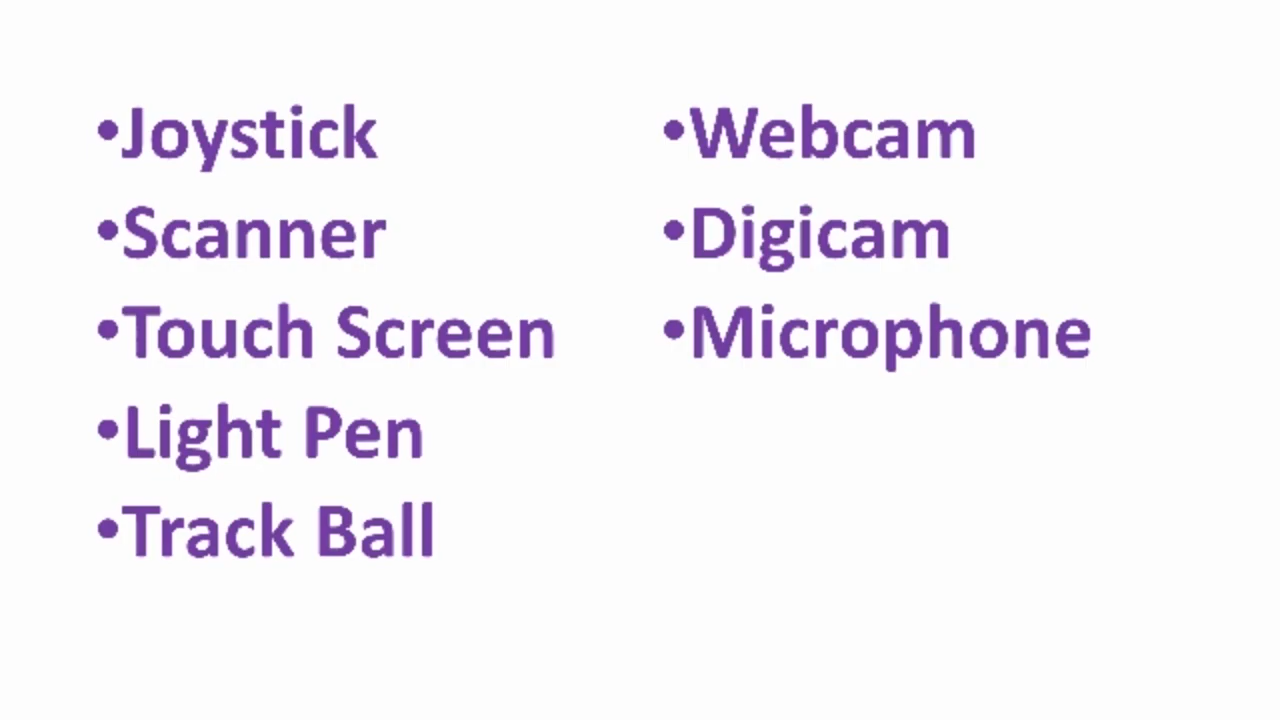 •Joystick
•Scanner
•Touch Screen
•Light Pen
•Track Ball
•Webcam
•Digicam
•Microphone